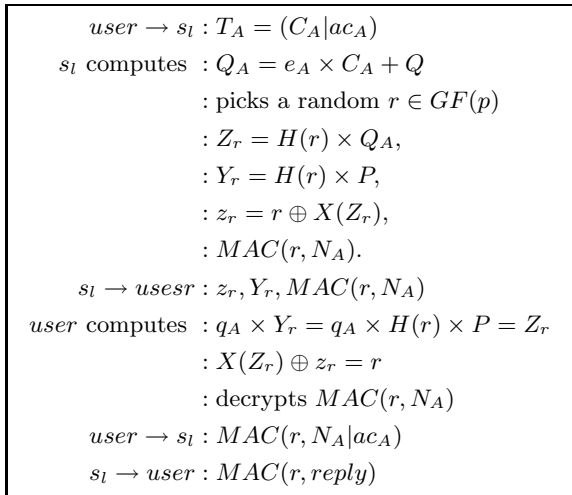 user → s_l : T_A = (C_A|ac_A)
s_l computes : Q_A = e_A × C_A + Q
: picks a random r ∈ GF(p)
: Z_r = H(r) × Q_A,
: Y_r = H(r) × P,
: z_r = r ⊕ X(Z_r),
: MAC(r, N_A).
s_l → usesr : z_r, Y_r, MAC(r, N_A)
user computes : q_A × Y_r = q_A × H(r) × P = Z_r
: X(Z_r) ⊕ z_r = r
: decrypts MAC(r, N_A)
user → s_l : MAC(r, N_A|ac_A)
s_l → user : MAC(r, reply)